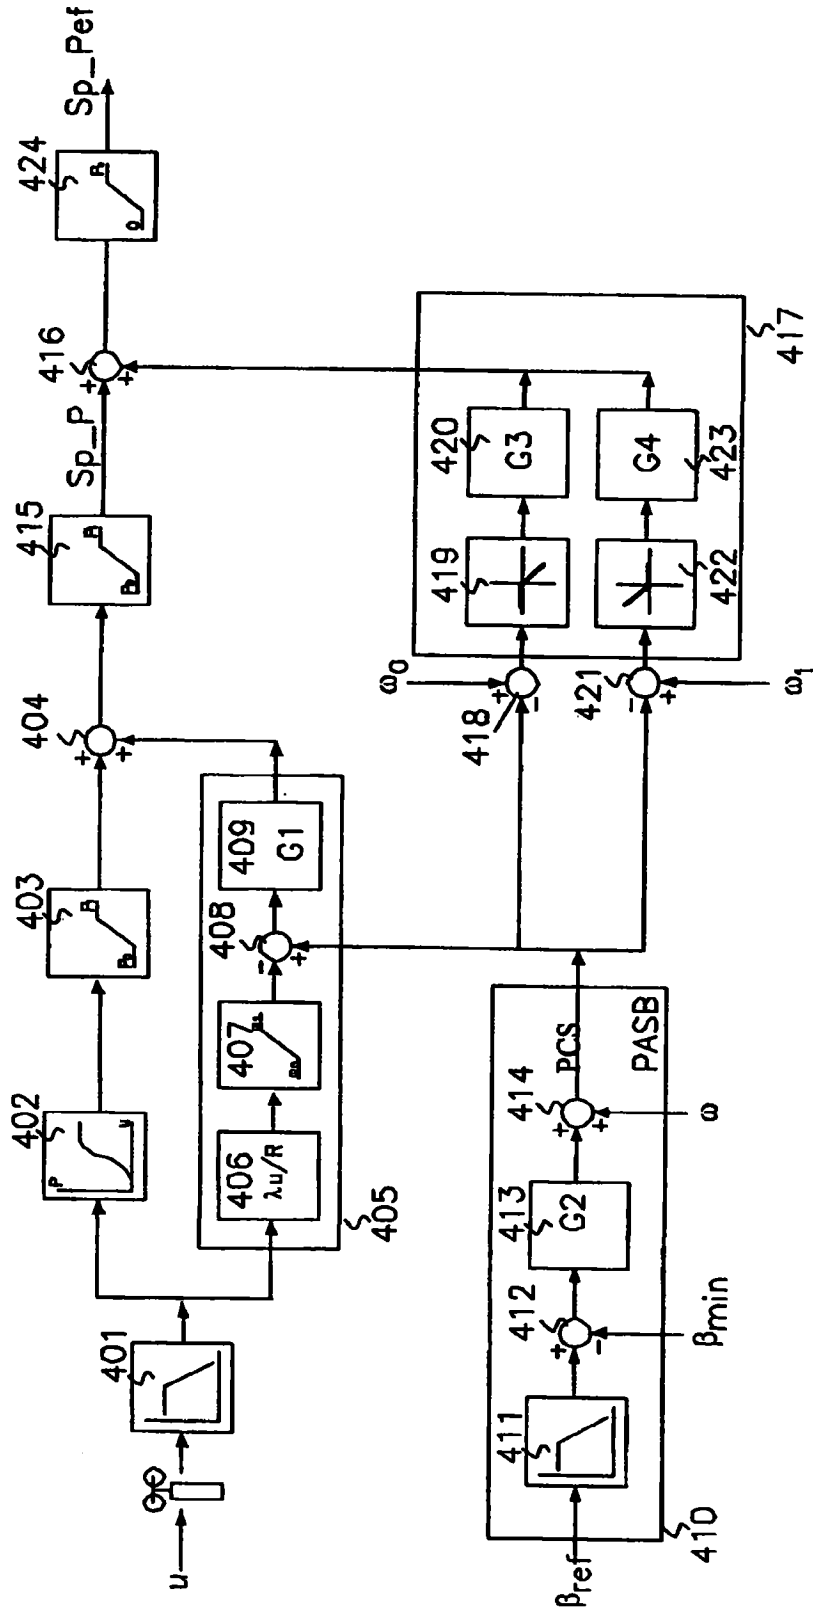 u
401
402
P
u
403
404
415
Sp_P
416
424
0
Sp_Pef
405
406
λu/R
407
408
409
G1
βref
410
411
412
βmin
413
G2
414
ω
PCS
PASB
ω0
418
419
420
G3
421
ω1
422
423
G4
417
+
+
+
+
-
+
+
-
+
+
+
-
-
+
+
+